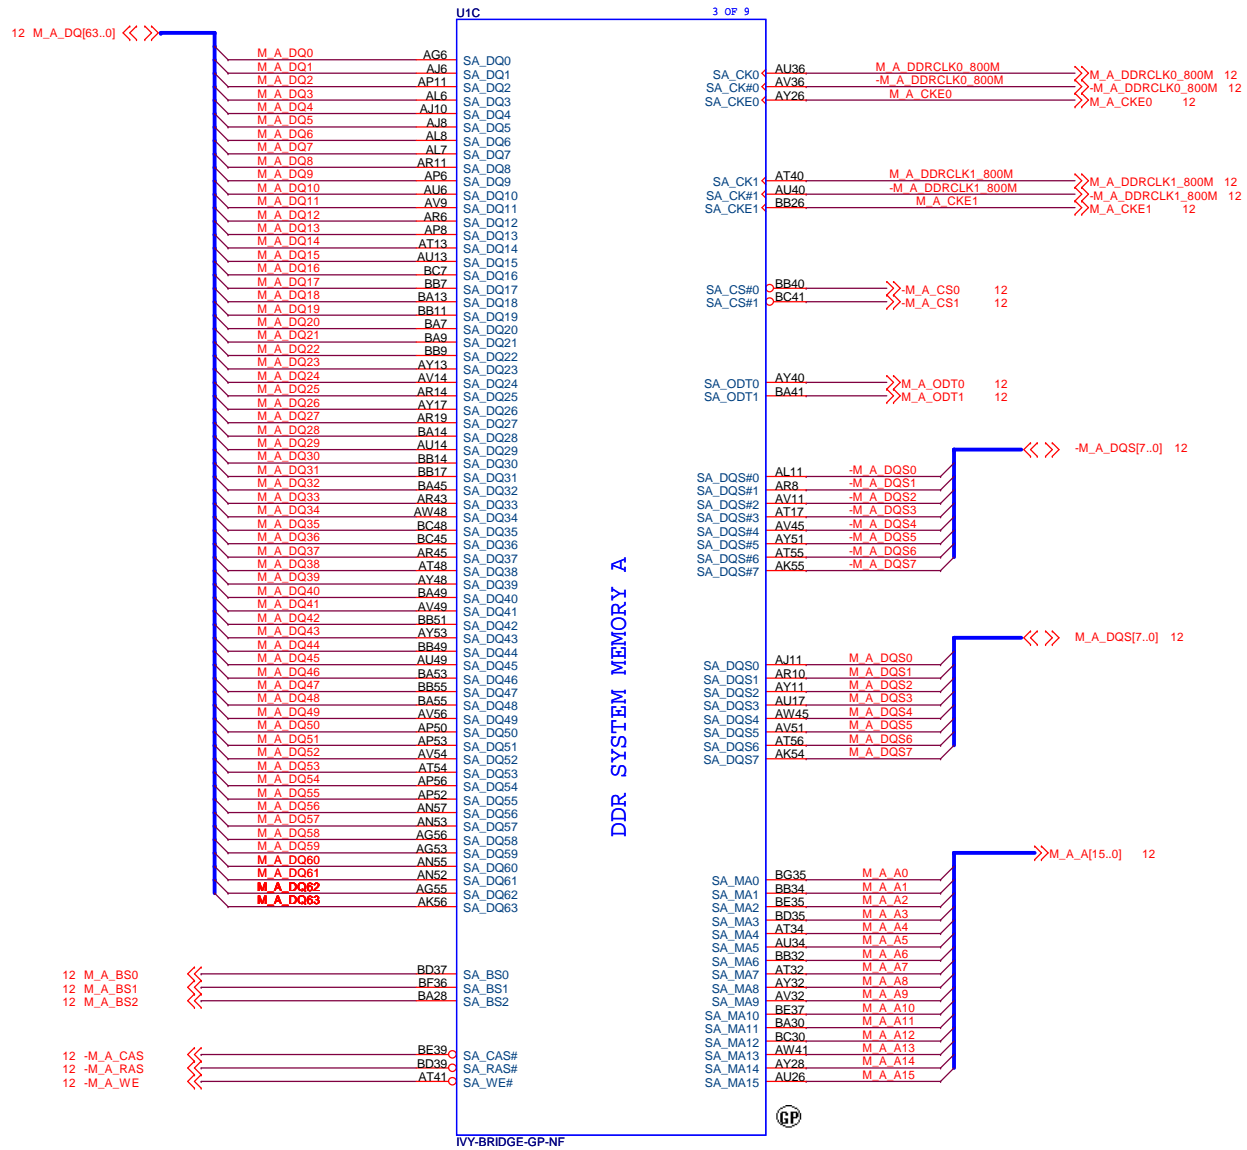 U1C 3 OF 9
12 M_A_DQ[63..0]
M_A_DQ0 AG6 SA_DQ0
M_A_DQ1 AJ6 SA_DQ1
M_A_DQ2 AP11 SA_DQ2
M_A_DQ3 AL6 SA_DQ3
M_A_DQ4 AJ10 SA_DQ4
M_A_DQ5 AJ8 SA_DQ5
M_A_DQ6 AL8 SA_DQ6
M_A_DQ7 AL7 SA_DQ7
M_A_DQ8 AR11 SA_DQ8
M_A_DQ9 AP6 SA_DQ9
M_A_DQ10 AU6 SA_DQ10
M_A_DQ11 AV9 SA_DQ11
M_A_DQ12 AR6 SA_DQ12
M_A_DQ13 AP8 SA_DQ13
M_A_DQ14 AT13 SA_DQ14
M_A_DQ15 AU13 SA_DQ15
M_A_DQ16 BC7 SA_DQ16
M_A_DQ17 BB7 SA_DQ17
M_A_DQ18 BA13 SA_DQ18
M_A_DQ19 BB11 SA_DQ19
M_A_DQ20 BA7 SA_DQ20
M_A_DQ21 BA9 SA_DQ21
M_A_DQ22 BB9 SA_DQ22
M_A_DQ23 AY13 SA_DQ23
M_A_DQ24 AV14 SA_DQ24
M_A_DQ25 AR14 SA_DQ25
M_A_DQ26 AY17 SA_DQ26
M_A_DQ27 AR19 SA_DQ27
M_A_DQ28 BA14 SA_DQ28
M_A_DQ29 AU14 SA_DQ29
M_A_DQ30 BB14 SA_DQ30
M_A_DQ31 BB17 SA_DQ31
M_A_DQ32 BA45 SA_DQ32
M_A_DQ33 AR43 SA_DQ33
M_A_DQ34 AW48 SA_DQ34
M_A_DQ35 BC48 SA_DQ35
M_A_DQ36 BC45 SA_DQ36
M_A_DQ37 AR45 SA_DQ37
M_A_DQ38 AT48 SA_DQ38
M_A_DQ39 AY48 SA_DQ39
M_A_DQ40 BA49 SA_DQ40
M_A_DQ41 AV49 SA_DQ41
M_A_DQ42 BB51 SA_DQ42
M_A_DQ43 AY53 SA_DQ43
M_A_DQ44 BB49 SA_DQ44
M_A_DQ45 AU49 SA_DQ45
M_A_DQ46 BA53 SA_DQ46
M_A_DQ47 BB55 SA_DQ47
M_A_DQ48 BA55 SA_DQ48
M_A_DQ49 AV56 SA_DQ49
M_A_DQ50 AP50 SA_DQ50
M_A_DQ51 AP53 SA_DQ51
M_A_DQ52 AV54 SA_DQ52
M_A_DQ53 AT54 SA_DQ53
M_A_DQ54 AP56 SA_DQ54
M_A_DQ55 AP52 SA_DQ55
M_A_DQ56 AN57 SA_DQ56
M_A_DQ57 AN53 SA_DQ57
M_A_DQ58 AG56 SA_DQ58
M_A_DQ59 AG53 SA_DQ59
M_A_DQ60 AN55 SA_DQ60
M_A_DQ61 AN52 SA_DQ61
M_A_DQ62 AG55 SA_DQ62
M_A_DQ63 AK56 SA_DQ63
12 M_A_BS0 BD37 SA_BS0
12 M_A_BS1 BF36 SA_BS1
12 M_A_BS2 BA28 SA_BS2
12 -M_A_CAS BE39 SA_CAS#
12 -M_A_RAS BD39 SA_RAS#
12 -M_A_WE AT41 SA_WE#
DDR SYSTEM MEMORY A
SA_CK0 AU36 M_A_DDRCLK0_800M M_A_DDRCLK0_800M 12
SA_CK#0 AV36 -M_A_DDRCLK0_800M -M_A_DDRCLK0_800M 12
SA_CKE0 AY26 M_A_CKE0 M_A_CKE0 12
SA_CK1 AT40 M_A_DDRCLK1_800M M_A_DDRCLK1_800M 12
SA_CK#1 AU40 -M_A_DDRCLK1_800M -M_A_DDRCLK1_800M 12
SA_CKE1 BB26 M_A_CKE1 M_A_CKE1 12
SA_CS#0 BB40 -M_A_CS0 12
SA_CS#1 BC41 -M_A_CS1 12
SA_ODT0 AY40 M_A_ODT0 12
SA_ODT1 BA41 M_A_ODT1 12
-M_A_DQS[7..0] 12
SA_DQS#0 AL11 -M_A_DQS0
SA_DQS#1 AR8 -M_A_DQS1
SA_DQS#2 AV11 -M_A_DQS2
SA_DQS#3 AT17 -M_A_DQS3
SA_DQS#4 AV45 -M_A_DQS4
SA_DQS#5 AY51 -M_A_DQS5
SA_DQS#6 AT55 -M_A_DQS6
SA_DQS#7 AK55 -M_A_DQS7
M_A_DQS[7..0] 12
SA_DQS0 AJ11 M_A_DQS0
SA_DQS1 AR10 M_A_DQS1
SA_DQS2 AY11 M_A_DQS2
SA_DQS3 AU17 M_A_DQS3
SA_DQS4 AW45 M_A_DQS4
SA_DQS5 AV51 M_A_DQS5
SA_DQS6 AT56 M_A_DQS6
SA_DQS7 AK54 M_A_DQS7
M_A_A[15..0] 12
SA_MA0 BG35 M_A_A0
SA_MA1 BB34 M_A_A1
SA_MA2 BE35 M_A_A2
SA_MA3 BD35 M_A_A3
SA_MA4 AT34 M_A_A4
SA_MA5 AU34 M_A_A5
SA_MA6 BB32 M_A_A6
SA_MA7 AT32 M_A_A7
SA_MA8 AY32 M_A_A8
SA_MA9 AV32 M_A_A9
SA_MA10 BE37 M_A_A10
SA_MA11 BA30 M_A_A11
SA_MA12 BC30 M_A_A12
SA_MA13 AW41 M_A_A13
SA_MA14 AY28 M_A_A14
SA_MA15 AU26 M_A_A15
GP
IVY-BRIDGE-GP-NF